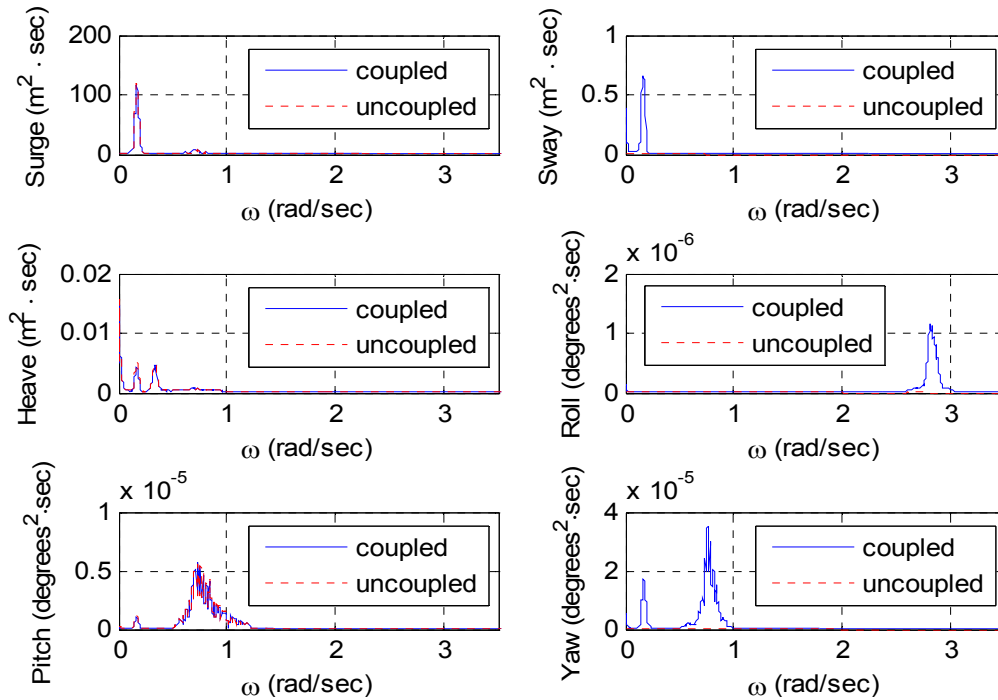 Surge (m² · sec)
200
100
0
coupled
uncoupled
0 1 2 3
ω (rad/sec)
Sway (m² · sec)
1
0.5
0
coupled
uncoupled
0 1 2 3
ω (rad/sec)
Heave (m² · sec)
0.02
0.01
0
coupled
uncoupled
0 1 2 3
ω (rad/sec)
Roll (degrees²·sec)
x 10⁻⁶
2
1
0
coupled
uncoupled
0 1 2 3
ω (rad/sec)
Pitch (degrees²·sec)
x 10⁻⁵
1
0.5
0
coupled
uncoupled
0 1 2 3
ω (rad/sec)
Yaw (degrees²·sec)
x 10⁻⁵
4
2
0
coupled
uncoupled
0 1 2 3
ω (rad/sec)